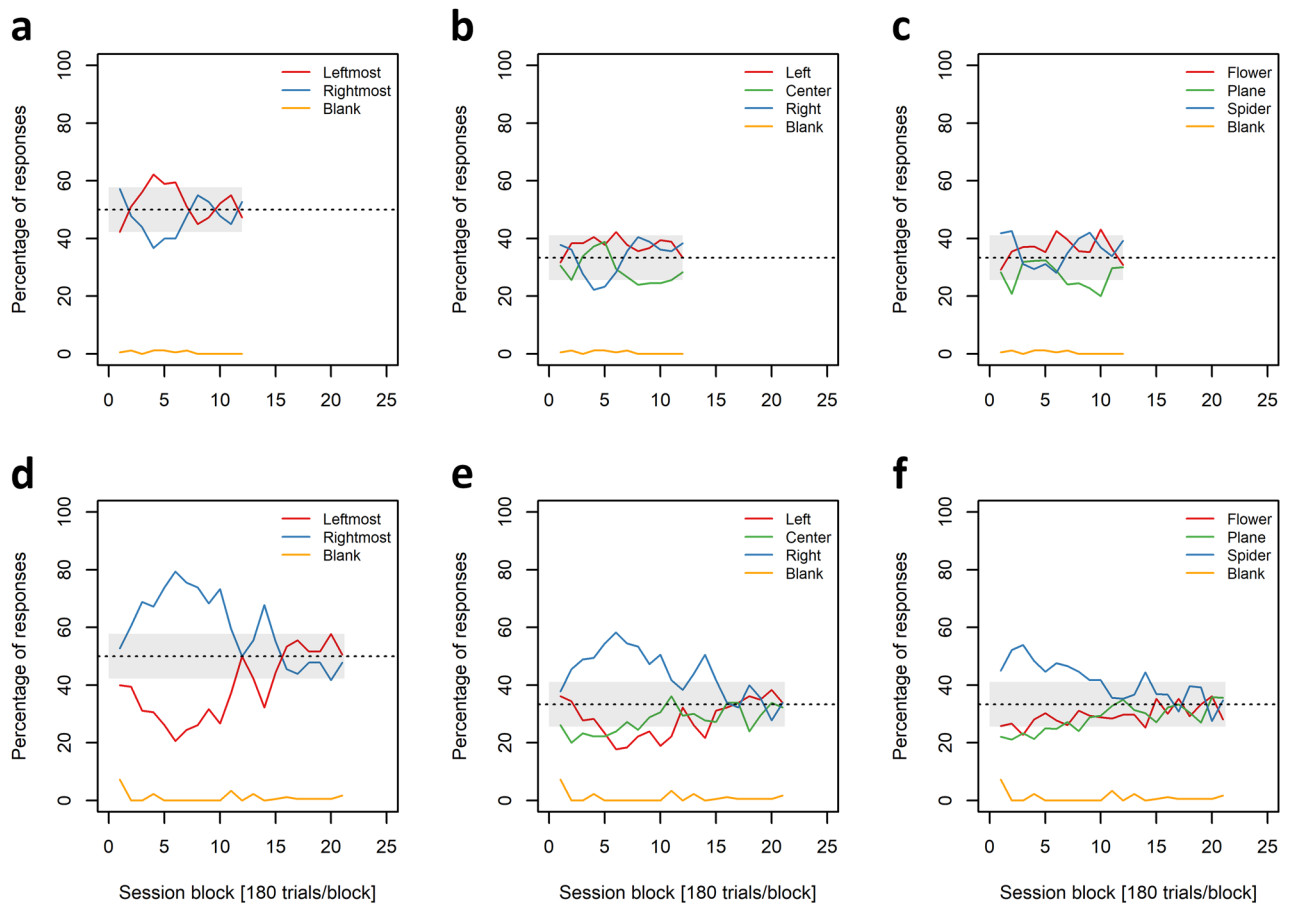 a
b
c
Percentage of responses
0
20
40
60
80
100
Leftmost
Rightmost
Blank
0 5 10 15 20 25
Percentage of responses
0
20
40
60
80
100
Left
Center
Right
Blank
0 5 10 15 20 25
Percentage of responses
0
20
40
60
80
100
Flower
Plane
Spider
Blank
0 5 10 15 20 25
d
e
f
Percentage of responses
0
20
40
60
80
100
Leftmost
Rightmost
Blank
0 5 10 15 20 25
Session block [180 trials/block]
Percentage of responses
0
20
40
60
80
100
Left
Center
Right
Blank
0 5 10 15 20 25
Session block [180 trials/block]
Percentage of responses
0
20
40
60
80
100
Flower
Plane
Spider
Blank
0 5 10 15 20 25
Session block [180 trials/block]